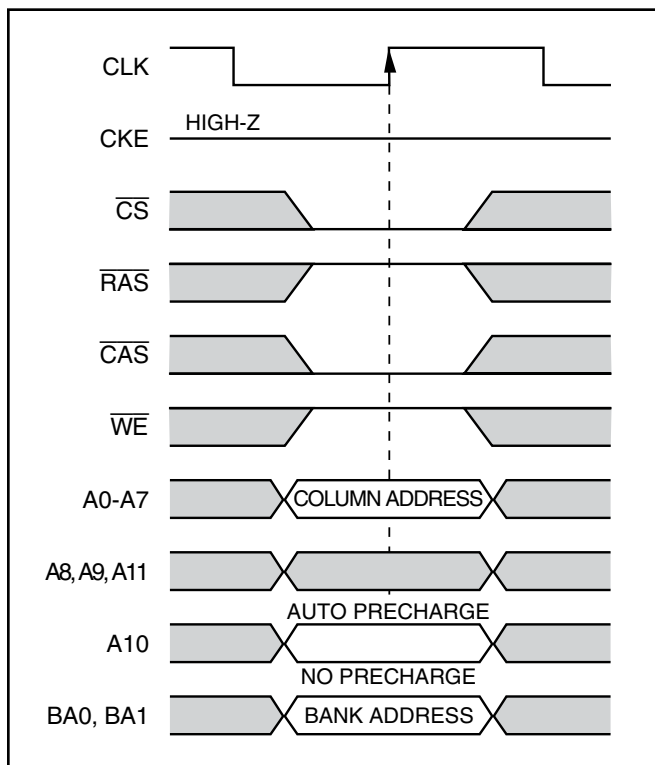 CLK
CKE HIGH-Z
CS
RAS
CAS
WE
A0-A7 COLUMN ADDRESS
A8, A9, A11
AUTO PRECHARGE
A10
NO PRECHARGE
BA0, BA1 BANK ADDRESS